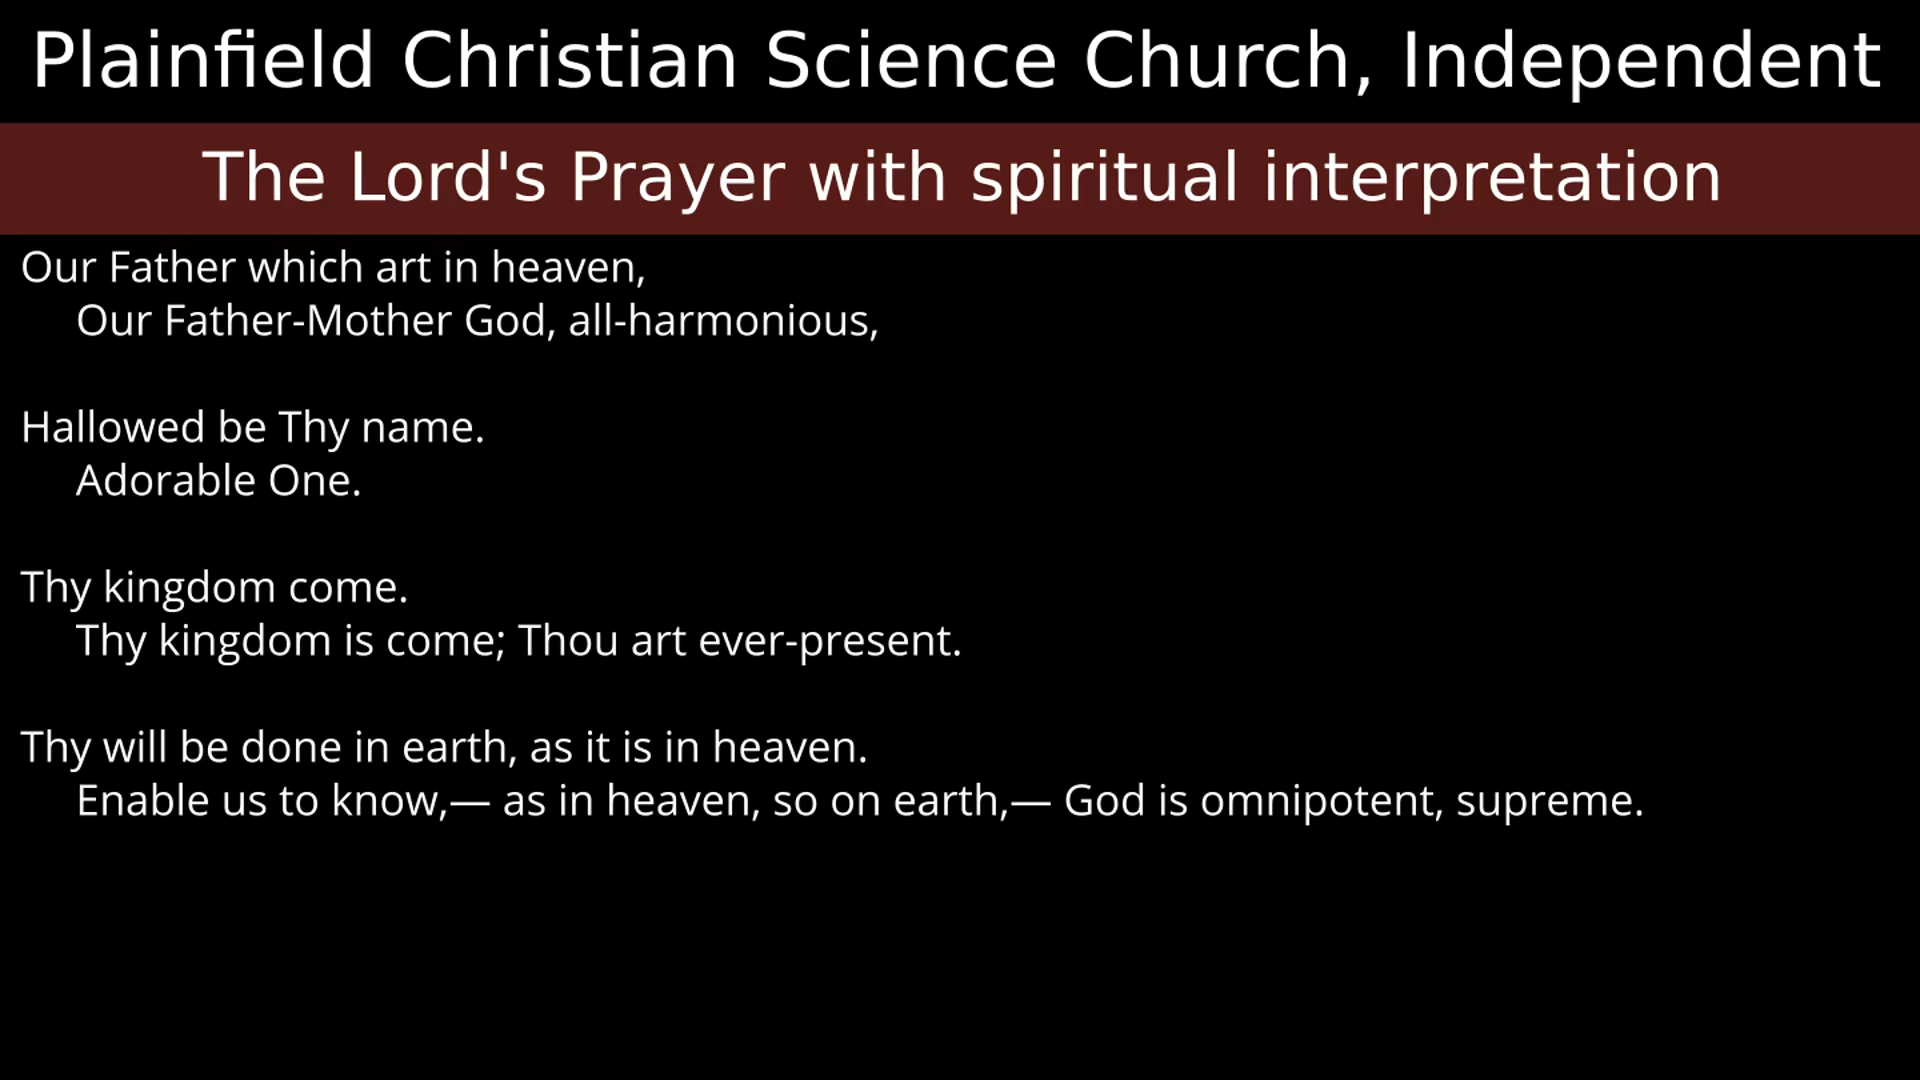 Plainfield Christian Science Church, Independent
The Lord's Prayer with spiritual interpretation
Our Father which art in heaven,
Our Father-Mother God, all-harmonious,
Hallowed be Thy name.
Adorable One.
Thy kingdom come.
Thy kingdom is come; Thou art ever-present.
Thy will be done in earth, as it is in heaven.
Enable us to know,— as in heaven, so on earth,— God is omnipotent, supreme.